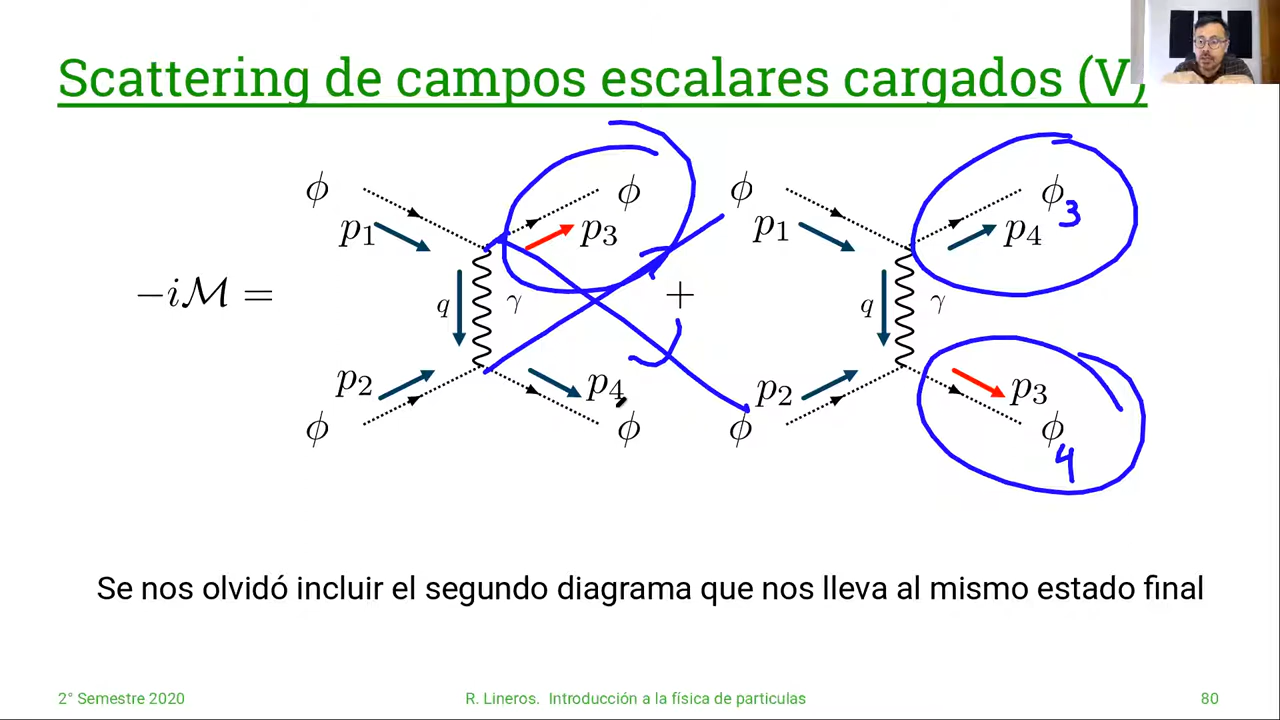 Scattering de campos escalares cargados (V)
ϕ ϕ ϕ ϕ 3
p₁ p₃ p₁ p₄
−iℳ = q γ + q γ
p₂ p₄ p₂ p₃
ϕ ϕ ϕ ϕ 4
Se nos olvidó incluir el segundo diagrama que nos lleva al mismo estado final
2° Semestre 2020
R. Lineros. Introducción a la física de particulas
80